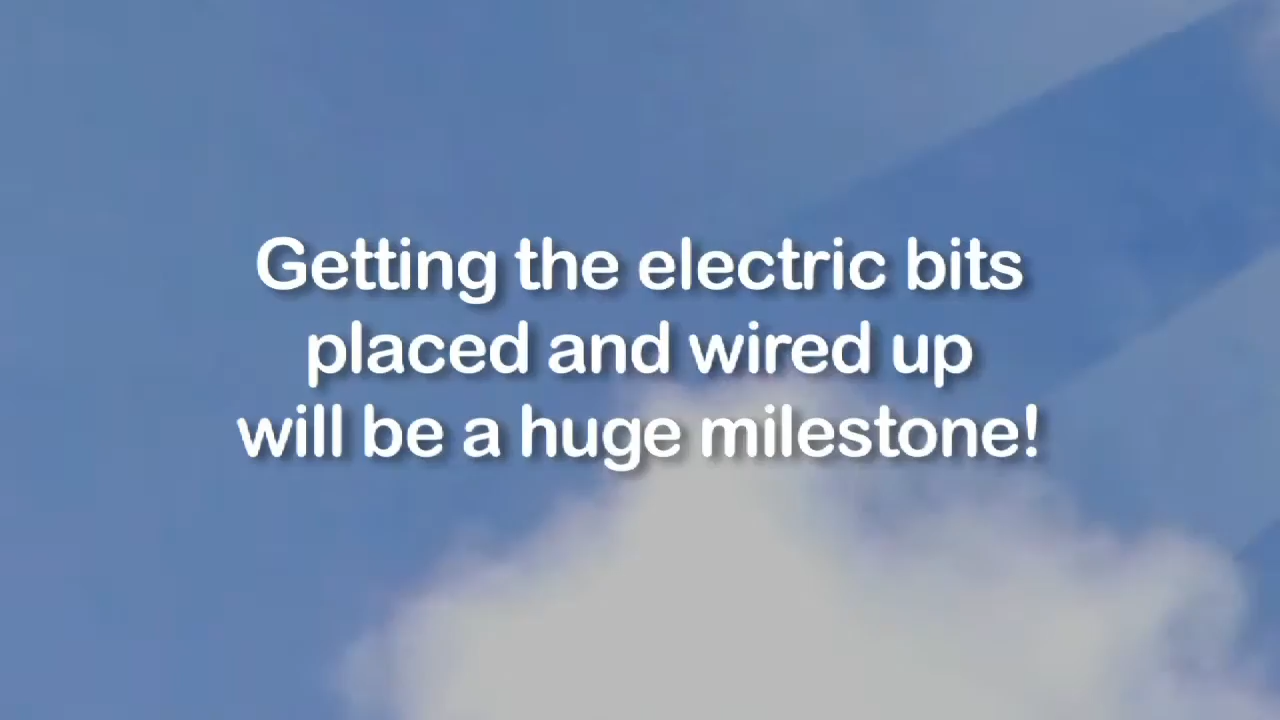 Getting the electric bits
placed and wired up
will be a huge milestone!